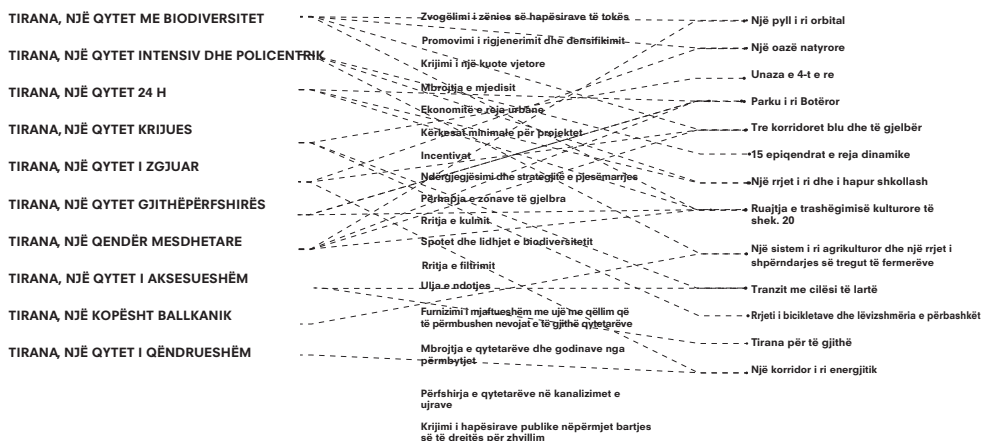 TIRANA, NJË QYTET ME BIODIVERSITET
TIRANA, NJË QYTET INTENSIV DHE POLICENTRIK
TIRANA, NJË QYTET 24 H
TIRANA, NJË QYTET KRIJUES
TIRANA, NJË QYTET I ZGJUAR
TIRANA, NJË QYTET GJITHËPËRFSHIRËS
TIRANA, NJË QENDËR MESDHETARE
TIRANA, NJË QYTET I AKSESUESHËM
TIRANA, NJË KOPËSHT BALLKANIK
TIRANA, NJË QYTET I QËNDRUESHËM
Zvogëlimi i zënies së hapësirave të tokës
Promovimi i rigjenerimit dhe densifikimit
Krijimi i një kuote vjetore
Mbrojtja e mjedisit
Ekonomitë e reja urbane
Kërkesat minimale për projektet
Incentivat
Ndërgjegjësimi dhe strategjitë e pjesëmarrjes
Përhapja e zonave të gjelbra
Rritja e kulmit
Spotet dhe lidhjet e biodiversitetit
Rritja e filtrimit
Ulja e ndotjes
Furnizimi i mjaftueshëm me ujë me qëllim që
të përmbushen nevojat e të gjithë qytetarëve
Mbrojtja e qytetarëve dhe godinave nga
përmbytjet
Përfshirja e qytetarëve në kanalizimet e
ujrave
Krijimi i hapësirave publike nëpërmjet bartjes
së të drejtës për zhvillim
Një pyll i ri orbital
Një oazë natyrore
Unaza e 4-t e re
Parku i ri Botëror
Tre korridoret blu dhe të gjelbër
15 epiqendrat e reja dinamike
Një rrjet i ri dhe i hapur shkollash
Ruajtja e trashëgimisë kulturore të
shek. 20
Një sistem i ri agrikulturor dhe një rrjet i
shpërndarjes së tregut të fermerëve
Tranzit me cilësi të lartë
Rrjeti i bicikletave dhe lëvizshmëria e përbashkët
Tirana për të gjithë
Një korridor i ri energjitik